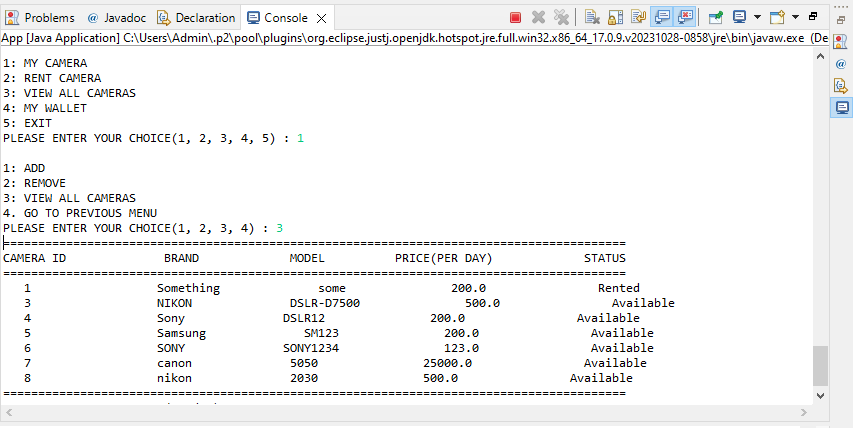 Problems @ Javadoc Declaration Console
App [Java Application] C:\Users\Admin\.p2\pool\plugins\org.eclipse.justj.openjdk.hotspot.jre.full.win32.x86_64_17.0.9.v20231028-0858\jre\bin\javaw.exe (De
1: MY CAMERA
2: RENT CAMERA
3: VIEW ALL CAMERAS
4: MY WALLET
5: EXIT
PLEASE ENTER YOUR CHOICE(1, 2, 3, 4, 5) : 1
1: ADD
2: REMOVE
3: VIEW ALL CAMERAS
4. GO TO PREVIOUS MENU
PLEASE ENTER YOUR CHOICE(1, 2, 3, 4) : 3
=========================================================================================
CAMERA ID BRAND MODEL PRICE(PER DAY) STATUS
=========================================================================================
1 Something some 200.0 Rented
3 NIKON DSLR-D7500 500.0 Available
4 Sony DSLR12 200.0 Available
5 Samsung SM123 200.0 Available
6 SONY SONY1234 123.0 Available
7 canon 5050 25000.0 Available
8 nikon 2030 500.0 Available
=========================================================================================